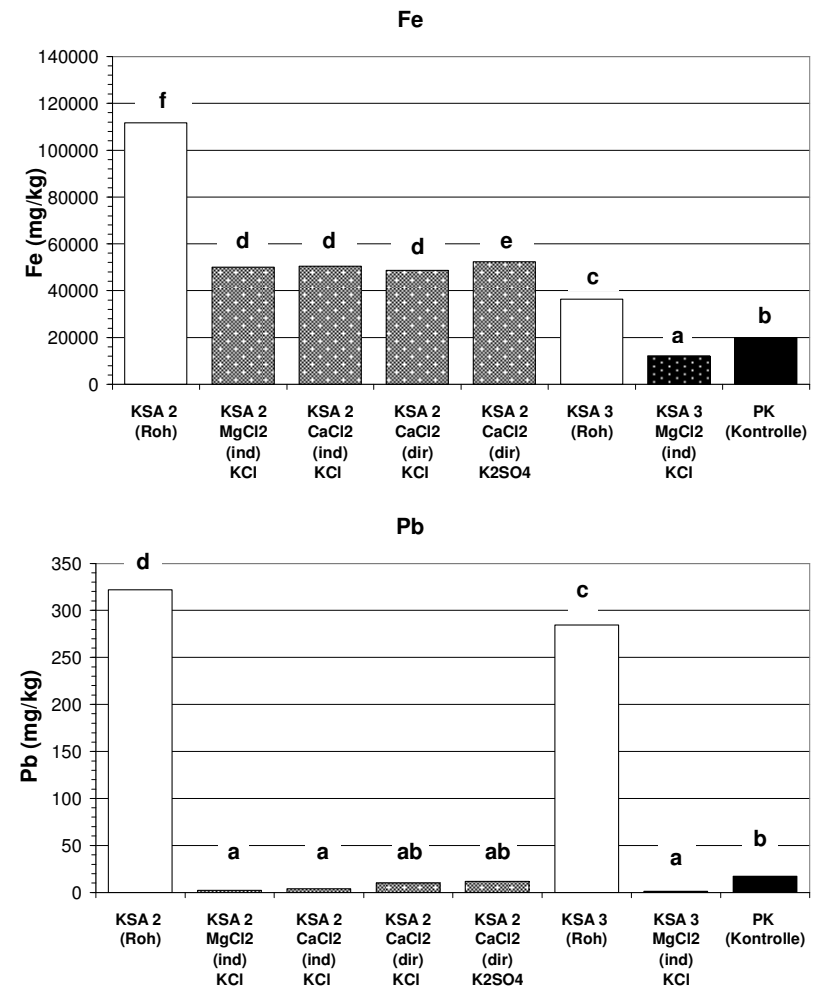 Fe
140000
120000
100000
80000
60000
40000
20000
0
Fe (mg/kg)
f
d
d
d
e
c
a
b
KSA 2
(Roh)
KSA 2
MgCl2
(ind)
KCl
KSA 2
CaCl2
(ind)
KCl
KSA 2
CaCl2
(dir)
KCl
KSA 2
CaCl2
(dir)
K2SO4
KSA 3
(Roh)
KSA 3
MgCl2
(ind)
KCl
PK
(Kontrolle)
Pb
350
300
250
200
150
100
50
0
Pb (mg/kg)
d
a
a
ab
ab
c
a
b
KSA 2
(Roh)
KSA 2
MgCl2
(ind)
KCl
KSA 2
CaCl2
(ind)
KCl
KSA 2
CaCl2
(dir)
KCl
KSA 2
CaCl2
(dir)
K2SO4
KSA 3
(Roh)
KSA 3
MgCl2
(ind)
KCl
PK
(Kontrolle)